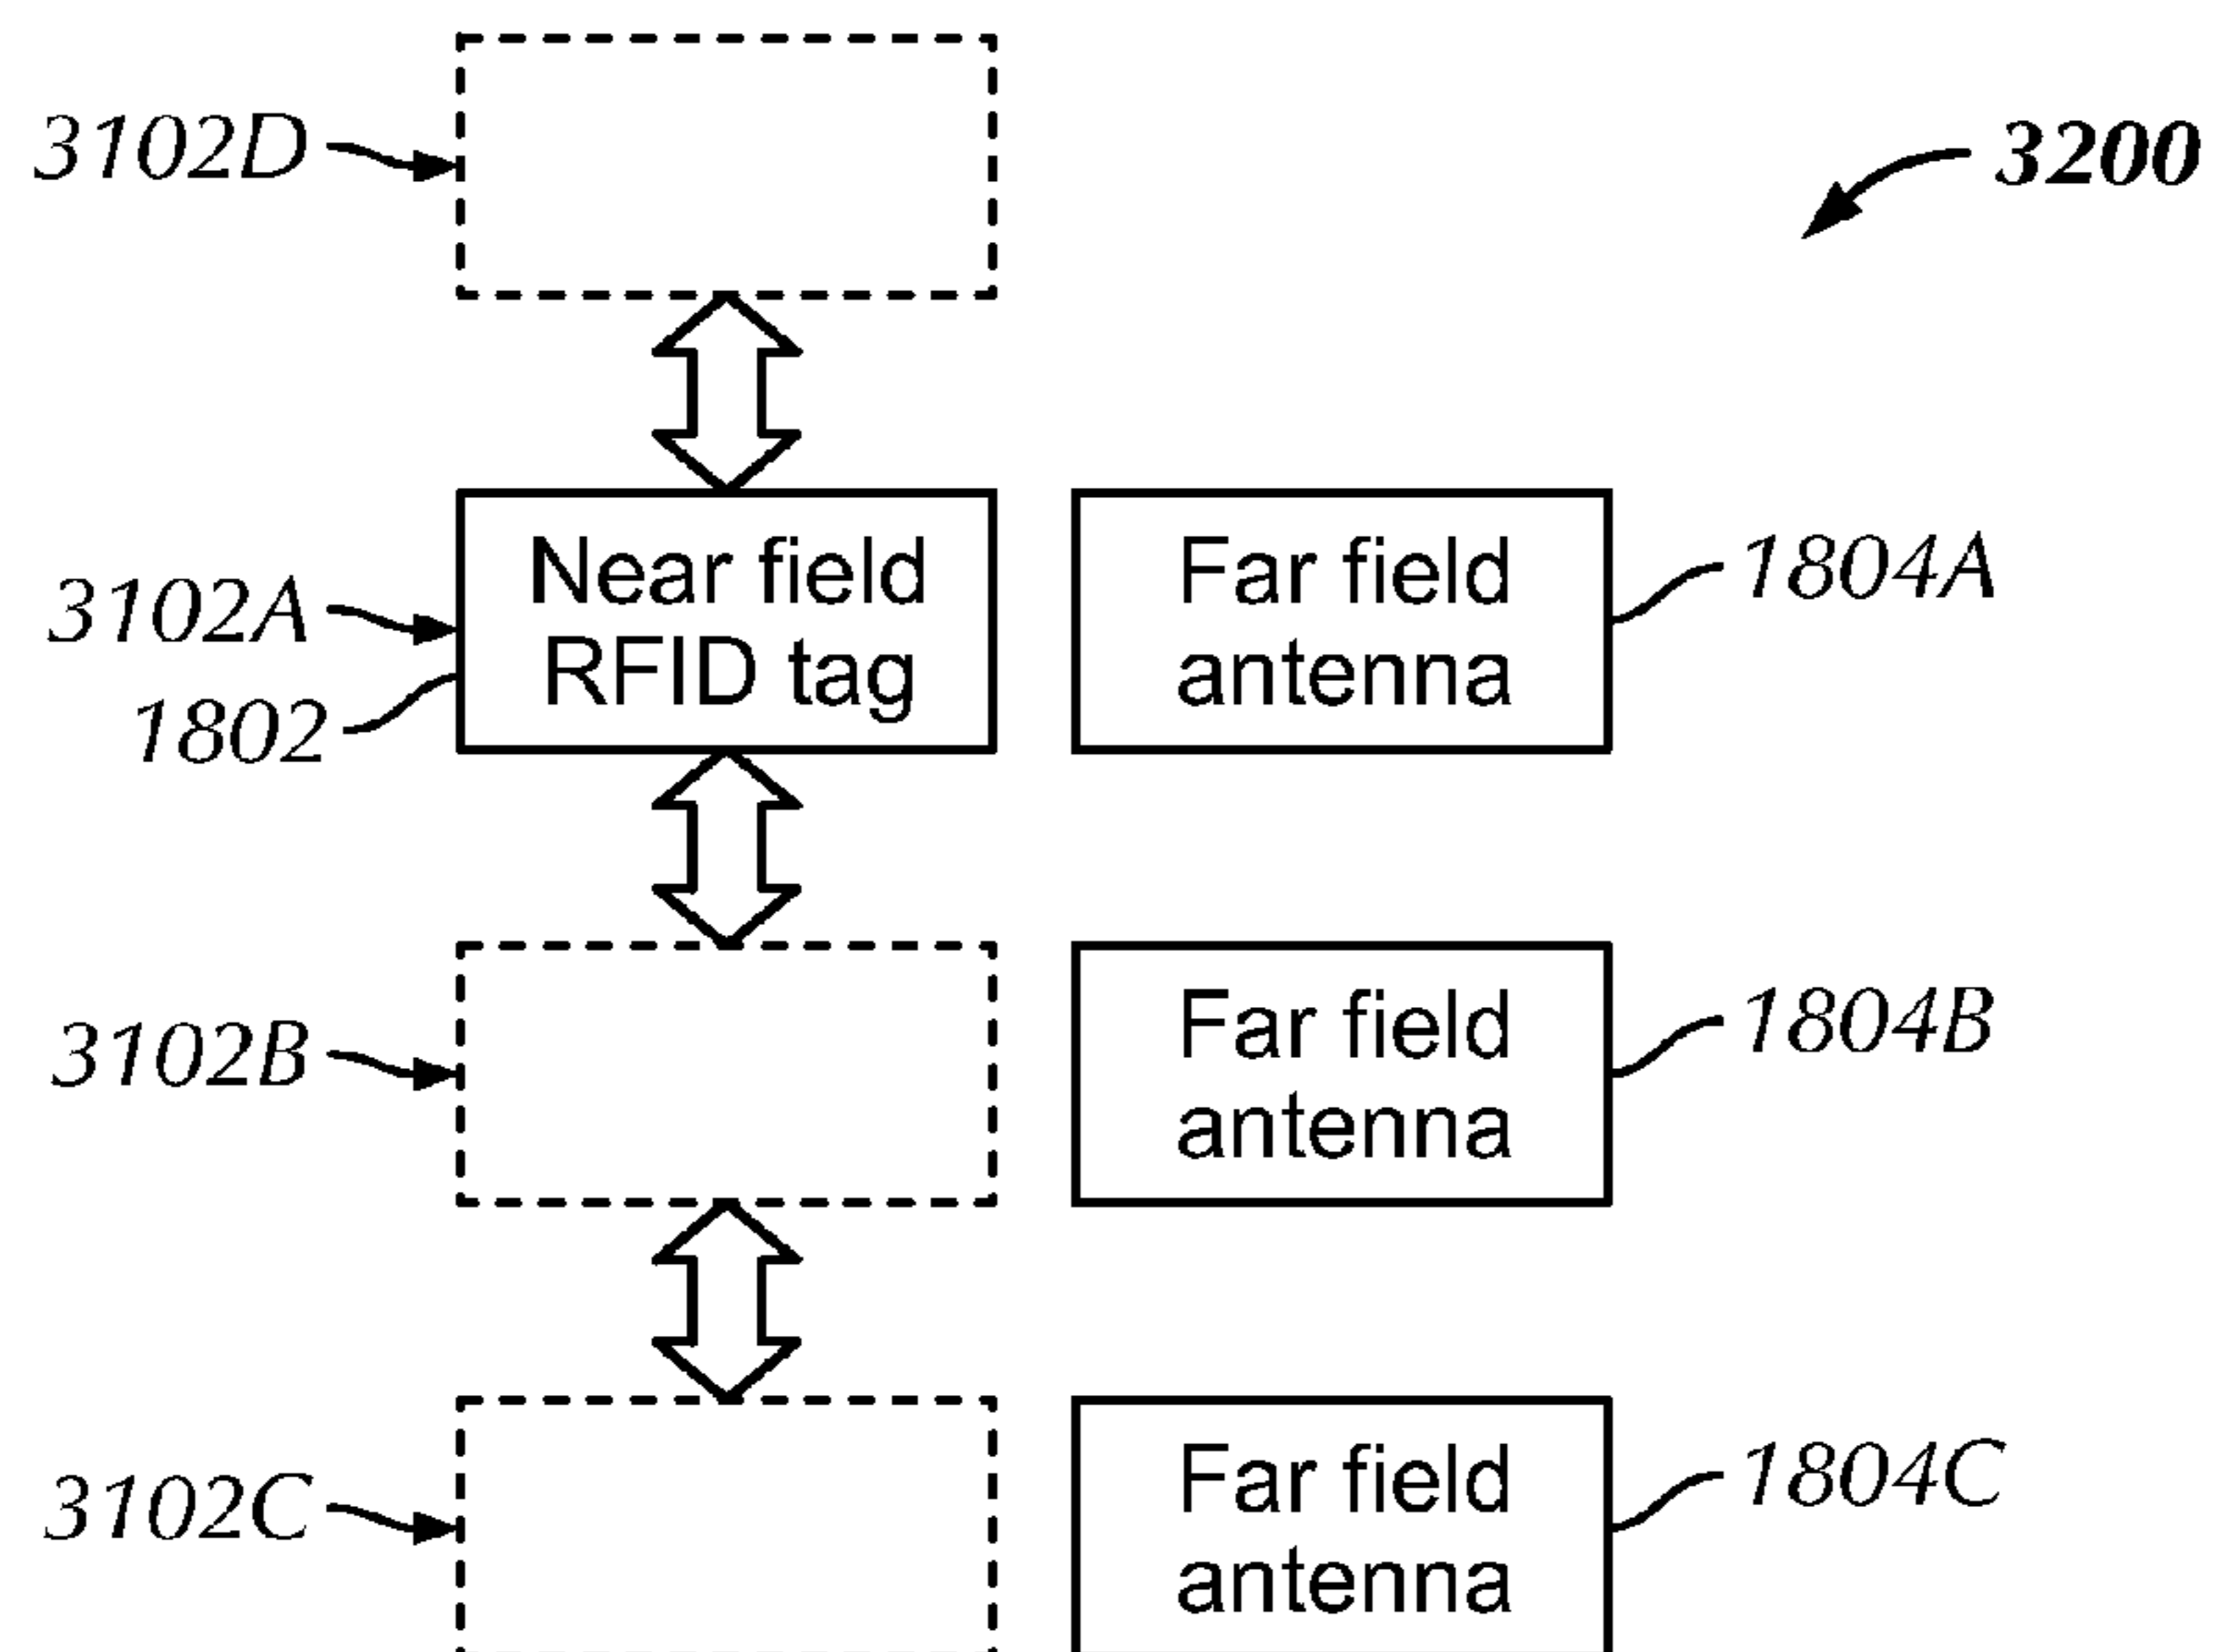 3102D
3200
Near field
RFID tag
3102A
1802
Far field
antenna
1804A
3102B
Far field
antenna
1804B
3102C
Far field
antenna
1804C